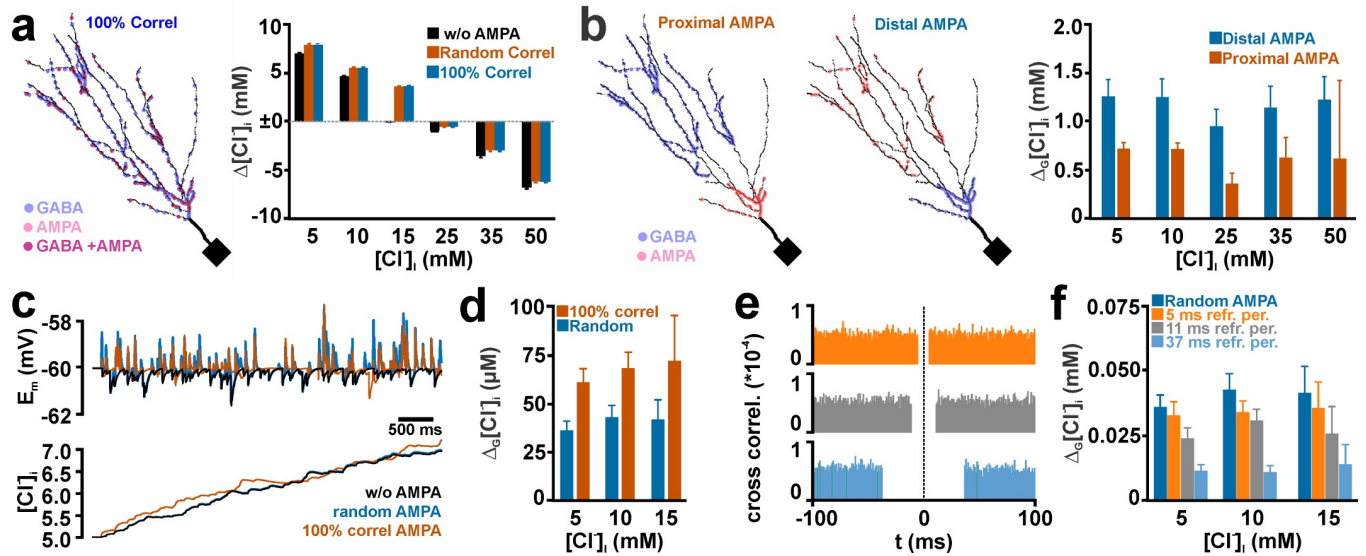 a
100% Correl
GABA
AMPA
GABA +AMPA
Δ[Cl-]i (mM)
10
5
±0
-5
-10
w/o AMPA
Random Correl
100% Correl
5 10 15 25 35 50
[Cl-]I (mM)
b
Proximal AMPA
Distal AMPA
GABA
AMPA
ΔG[Cl-]i (mM)
2.0
1.5
1.0
0.5
0
Distal AMPA
Proximal AMPA
5 10 25 35 50
[Cl-]I (mM)
c
Em (mV)
-58
-60
-62
500 ms
[Cl-]i
7.0
6.5
6.0
5.5
5.0
w/o AMPA
random AMPA
100% correl AMPA
d
ΔG[Cl-]i (µM)
100
75
50
25
0
100% correl
Random
5 10 15
[Cl-]I (mM)
e
cross correl. (*10-4)
1
0
1
0
1
0
-100 0 100
t (ms)
f
ΔG[Cl-]i (mM)
0.075
0.05
0.025
0
Random AMPA
5 ms refr. per.
11 ms refr. per.
37 ms refr. per.
5 10 15
[Cl-]I (mM)